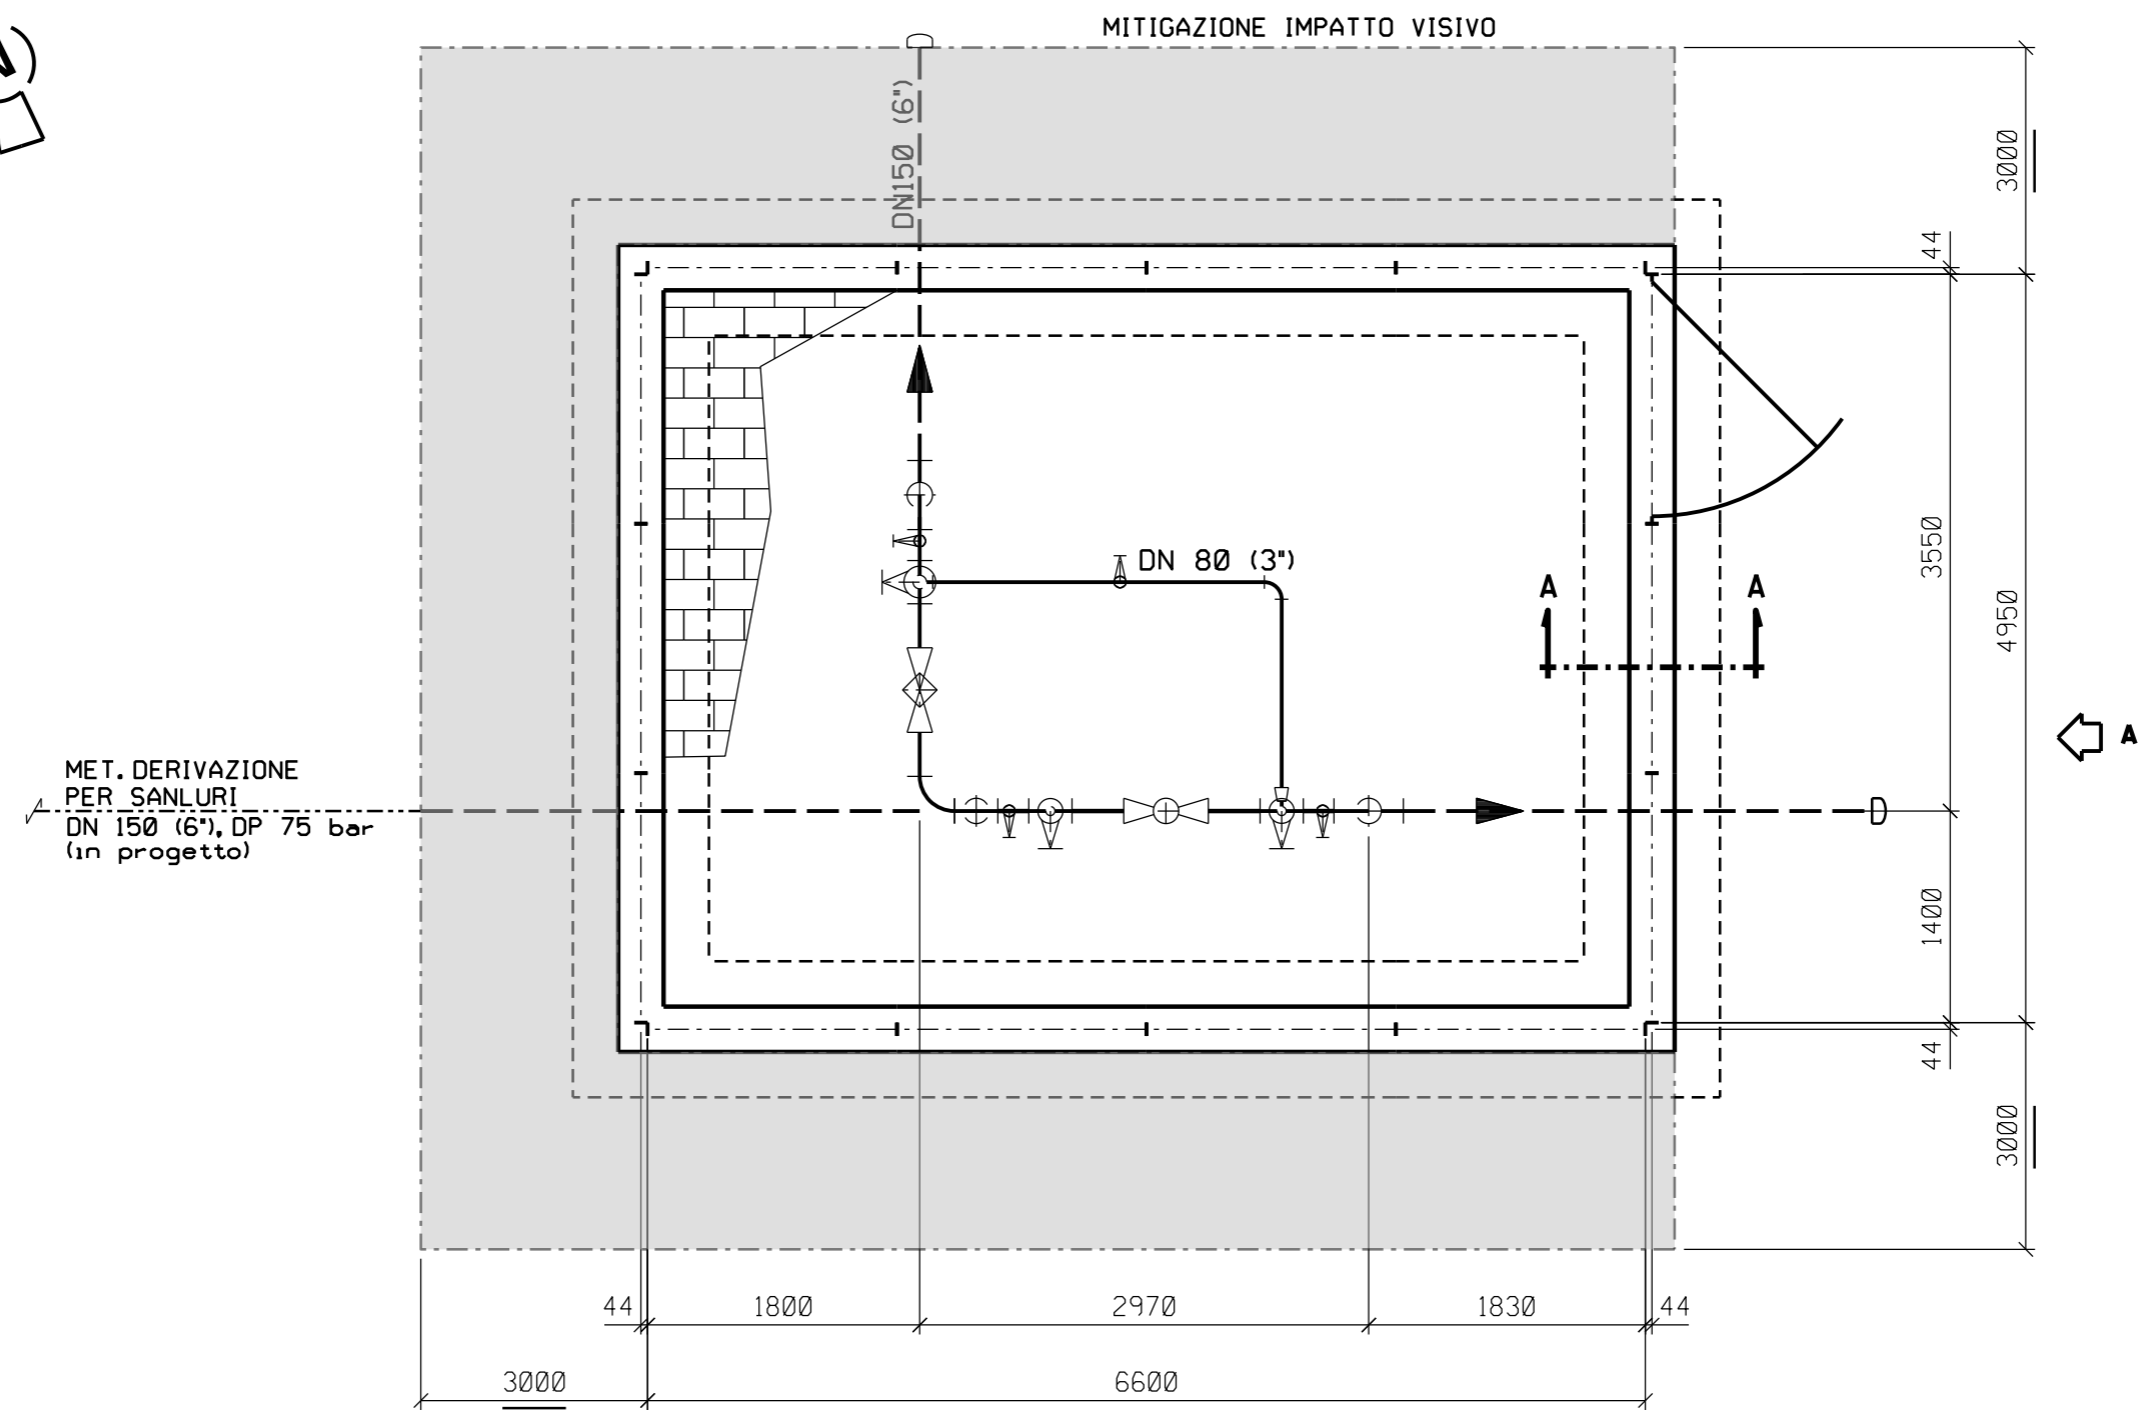 MITIGAZIONE IMPATTO VISIVO
N
DN150 (6")
3000
44
DN 80 (3")
A A
3550
4950
A
MET. DERIVAZIONE
PER SANLURI
DN 150 (6"), DP 75 bar
(in progetto)
1400
44
3000
44 1800 2970 1830 44
3000 6600